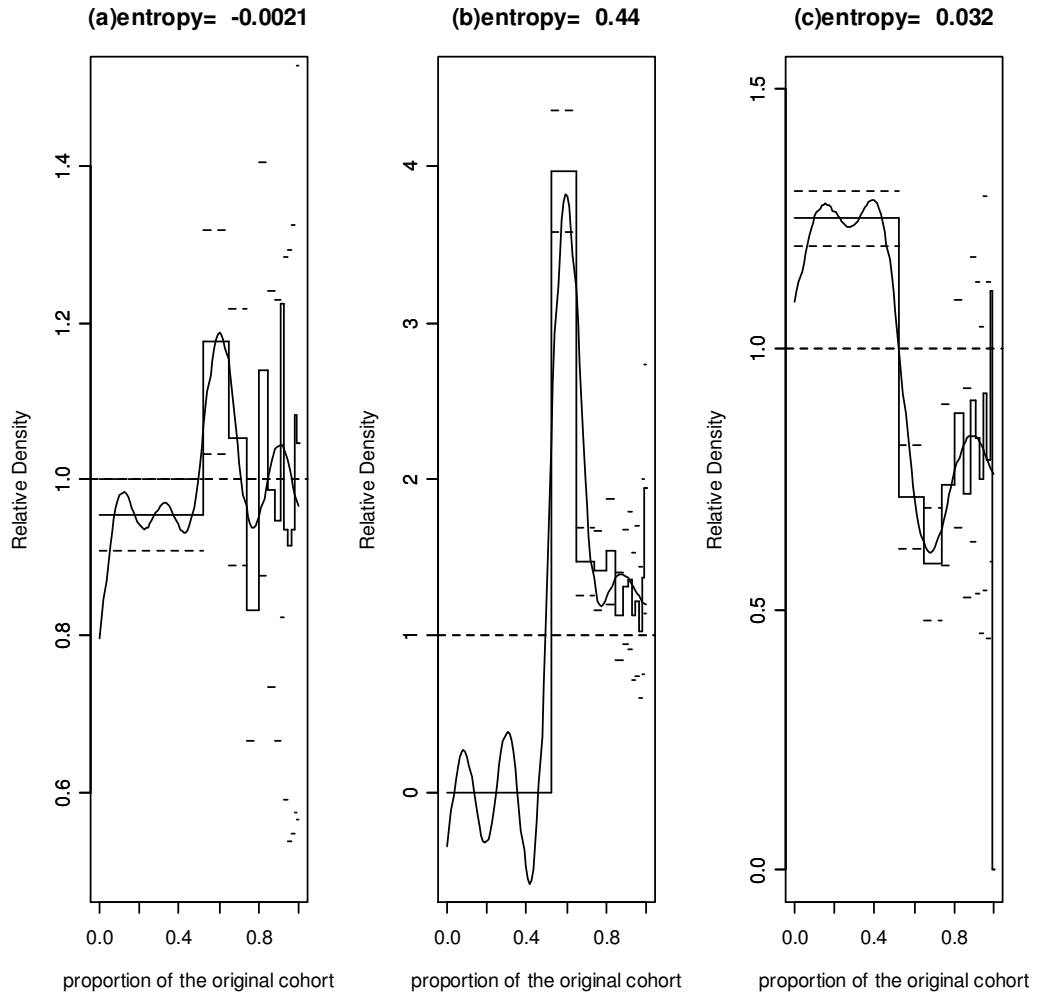 (a)entropy= -0.0021
Relative Density
1.4
1.2
1.0
0.8
0.6
0.0 0.4 0.8
proportion of the original cohort
(b)entropy= 0.44
Relative Density
4
3
2
1
0
0.0 0.4 0.8
proportion of the original cohort
(c)entropy= 0.032
Relative Density
1.5
1.0
0.5
0.0
0.0 0.4 0.8
proportion of the original cohort